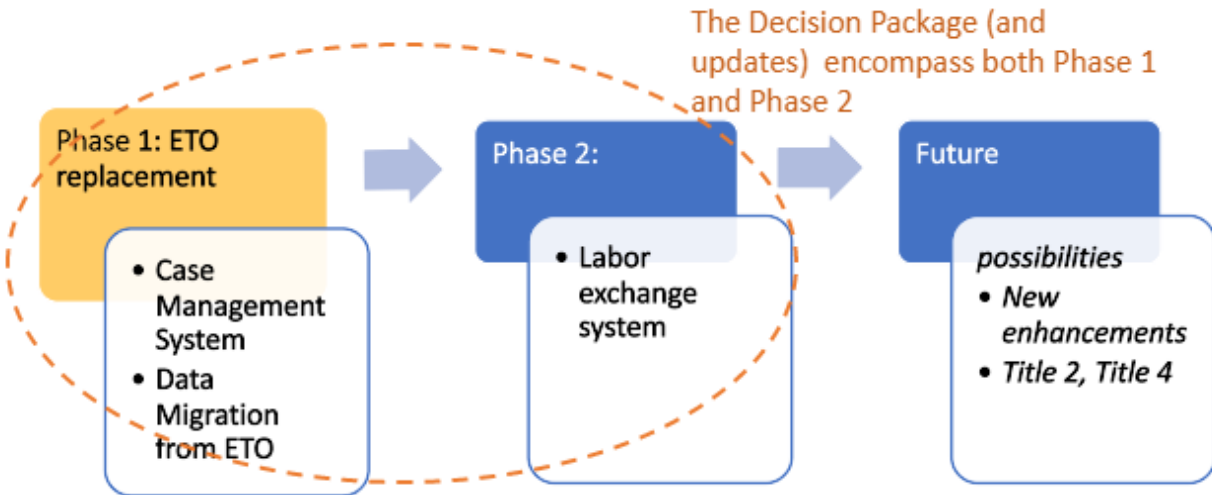 The Decision Package (and
updates)  encompass both Phase 1
and Phase 2
Phase 1: ETO
replacement
• Case
Management
System
• Data
Migration
from ETO
Phase 2:
• Labor
exchange
system
Future
possibilities
• New
enhancements
• Title 2, Title 4